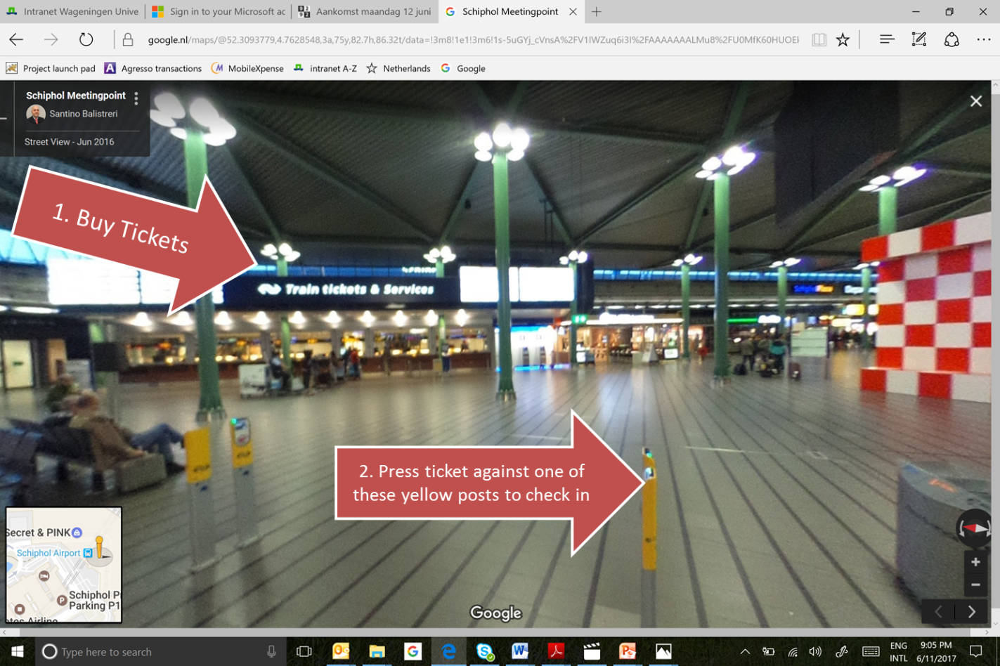 Intranet Wageningen Unive
Sign in to your Microsoft ac
Aankomst maandag 12 juni
Schiphol Meetingpoint
google.nl/maps/@52.3093779,4.7628548,3a,75y,82.7h,86.32t/data=!3m8!1e1!3m6!1s-5uGYj_cVnsA%2FV1IWZuq6i3I%2FAAAAAAALMu8%2FU0MfK60HUOE
Project launch pad
Agresso transactions
MobileXpense
intranet A-Z
Netherlands
Google
Schiphol Meetingpoint
Santino Balistreri
Street View - Jun 2016
1. Buy Tickets
Train tickets & Services
2. Press ticket against one of
these yellow posts to check in
Secret & PINK
Schiphol Airport
Schiphol P
Parking P1
Airline
Google
Type here to search
ENG
INTL
9:05 PM
6/11/2017